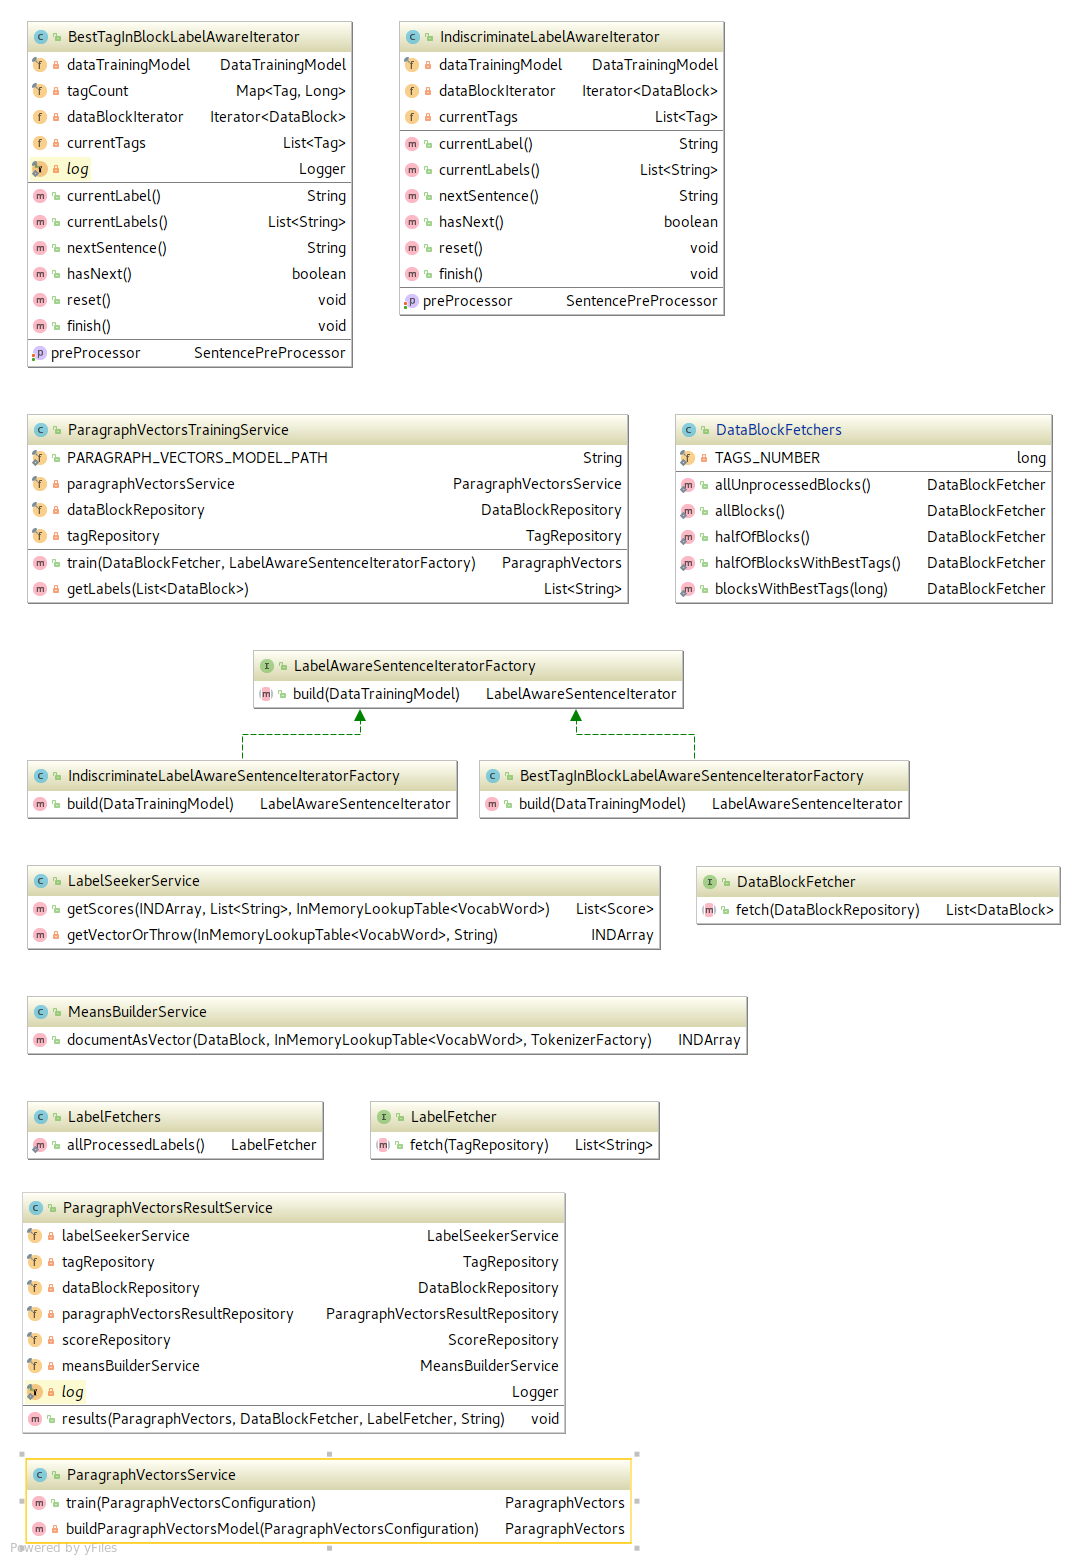 BestTagInBlockLabelAwareIterator
dataTrainingModel DataTrainingModel
tagCount Map<Tag, Long>
dataBlockIterator Iterator<DataBlock>
currentTags List<Tag>
log Logger
currentLabel() String
currentLabels() List<String>
nextSentence() String
hasNext() boolean
reset() void
finish() void
preProcessor SentencePreProcessor
IndiscriminateLabelAwareIterator
dataTrainingModel DataTrainingModel
dataBlockIterator Iterator<DataBlock>
currentTags List<Tag>
currentLabel() String
currentLabels() List<String>
nextSentence() String
hasNext() boolean
reset() void
finish() void
preProcessor SentencePreProcessor
ParagraphVectorsTrainingService
PARAGRAPH_VECTORS_MODEL_PATH String
paragraphVectorsService ParagraphVectorsService
dataBlockRepository DataBlockRepository
tagRepository TagRepository
train(DataBlockFetcher, LabelAwareSentenceIteratorFactory) ParagraphVectors
getLabels(List<DataBlock>) List<String>
DataBlockFetchers
TAGS_NUMBER long
allUnprocessedBlocks() DataBlockFetcher
allBlocks() DataBlockFetcher
halfOfBlocks() DataBlockFetcher
halfOfBlocksWithBestTags() DataBlockFetcher
blocksWithBestTags(long) DataBlockFetcher
LabelAwareSentenceIteratorFactory
build(DataTrainingModel) LabelAwareSentenceIterator
IndiscriminateLabelAwareSentenceIteratorFactory
build(DataTrainingModel) LabelAwareSentenceIterator
BestTagInBlockLabelAwareSentenceIteratorFactory
build(DataTrainingModel) LabelAwareSentenceIterator
LabelSeekerService
getScores(INDArray, List<String>, InMemoryLookupTable<VocabWord>) List<Score>
getVectorOrThrow(InMemoryLookupTable<VocabWord>, String) INDArray
DataBlockFetcher
fetch(DataBlockRepository) List<DataBlock>
MeansBuilderService
documentAsVector(DataBlock, InMemoryLookupTable<VocabWord>, TokenizerFactory) INDArray
LabelFetchers
allProcessedLabels() LabelFetcher
LabelFetcher
fetch(TagRepository) List<String>
ParagraphVectorsResultService
labelSeekerService LabelSeekerService
tagRepository TagRepository
dataBlockRepository DataBlockRepository
paragraphVectorsResultRepository ParagraphVectorsResultRepository
scoreRepository ScoreRepository
meansBuilderService MeansBuilderService
log Logger
results(ParagraphVectors, DataBlockFetcher, LabelFetcher, String) void
ParagraphVectorsService
train(ParagraphVectorsConfiguration) ParagraphVectors
buildParagraphVectorsModel(ParagraphVectorsConfiguration) ParagraphVectors
Powered by yFiles